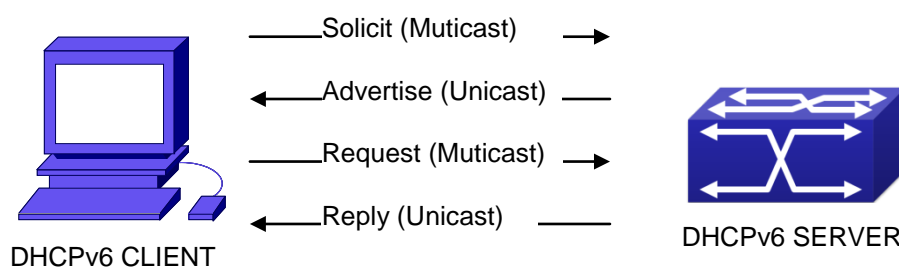 Solicit (Muticast)
Advertise (Unicast)
Request (Muticast)
Reply (Unicast)
DHCPv6 CLIENT
DHCPv6 SERVER